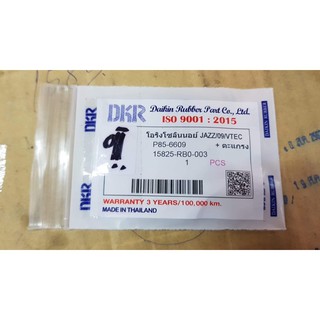 DKR Daikin Rubber Part Co., Ltd.
ISO 9001 : 2015
โอริงโซลินนอย์ JAZZ/09/VTEC
P85-6609 + ตะแกรง
15825-RB0-003
1 PCS
WARRANTY 3 YEARS/100,000 km.
MADE IN THAILAND
DKR
DKR